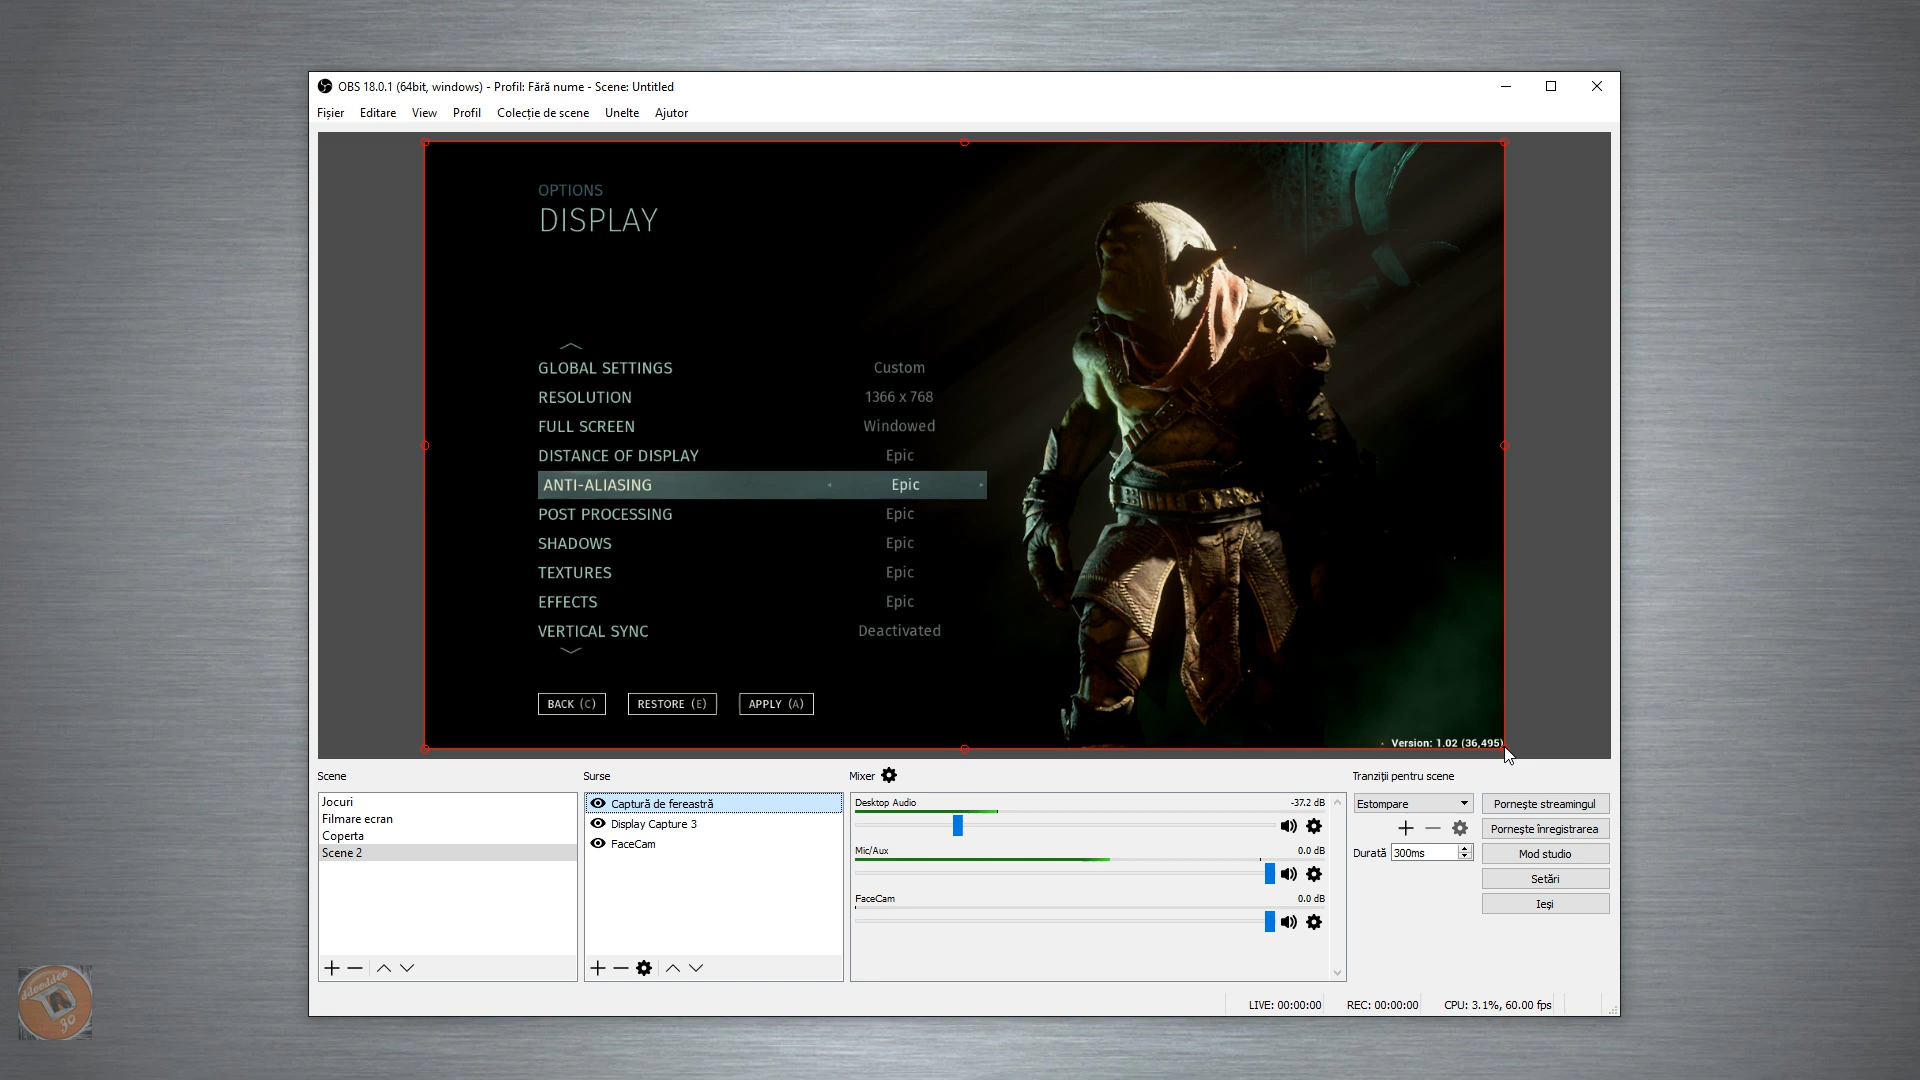 OBS 18.0.1 (64bit, windows) - Profil: Fără nume - Scene: Untitled
Fișier Editare View Profil Colecție de scene Unelte Ajutor
OPTIONS
DISPLAY
GLOBAL SETTINGS Custom
RESOLUTION 1366 x 768
FULL SCREEN Windowed
DISTANCE OF DISPLAY Epic
ANTI-ALIASING Epic
POST PROCESSING Epic
SHADOWS Epic
TEXTURES Epic
EFFECTS Epic
VERTICAL SYNC Deactivated
BACK (C) RESTORE (E) APPLY (A)
Version: 1.02 (36,495)
Scene
Jocuri
Filmare ecran
Coperta
Scene 2
Surse
Captură de fereastră
Display Capture 3
FaceCam
Mixer
Desktop Audio -37.2 dB
Mic/Aux 0.0 dB
FaceCam 0.0 dB
Tranziții pentru scene
Estompare
Durată 300ms
Pornește streamingul
Pornește înregistrarea
Mod studio
Setări
Ieși
LIVE: 00:00:00 REC: 00:00:00 CPU: 3.1%, 60.00 fps
30